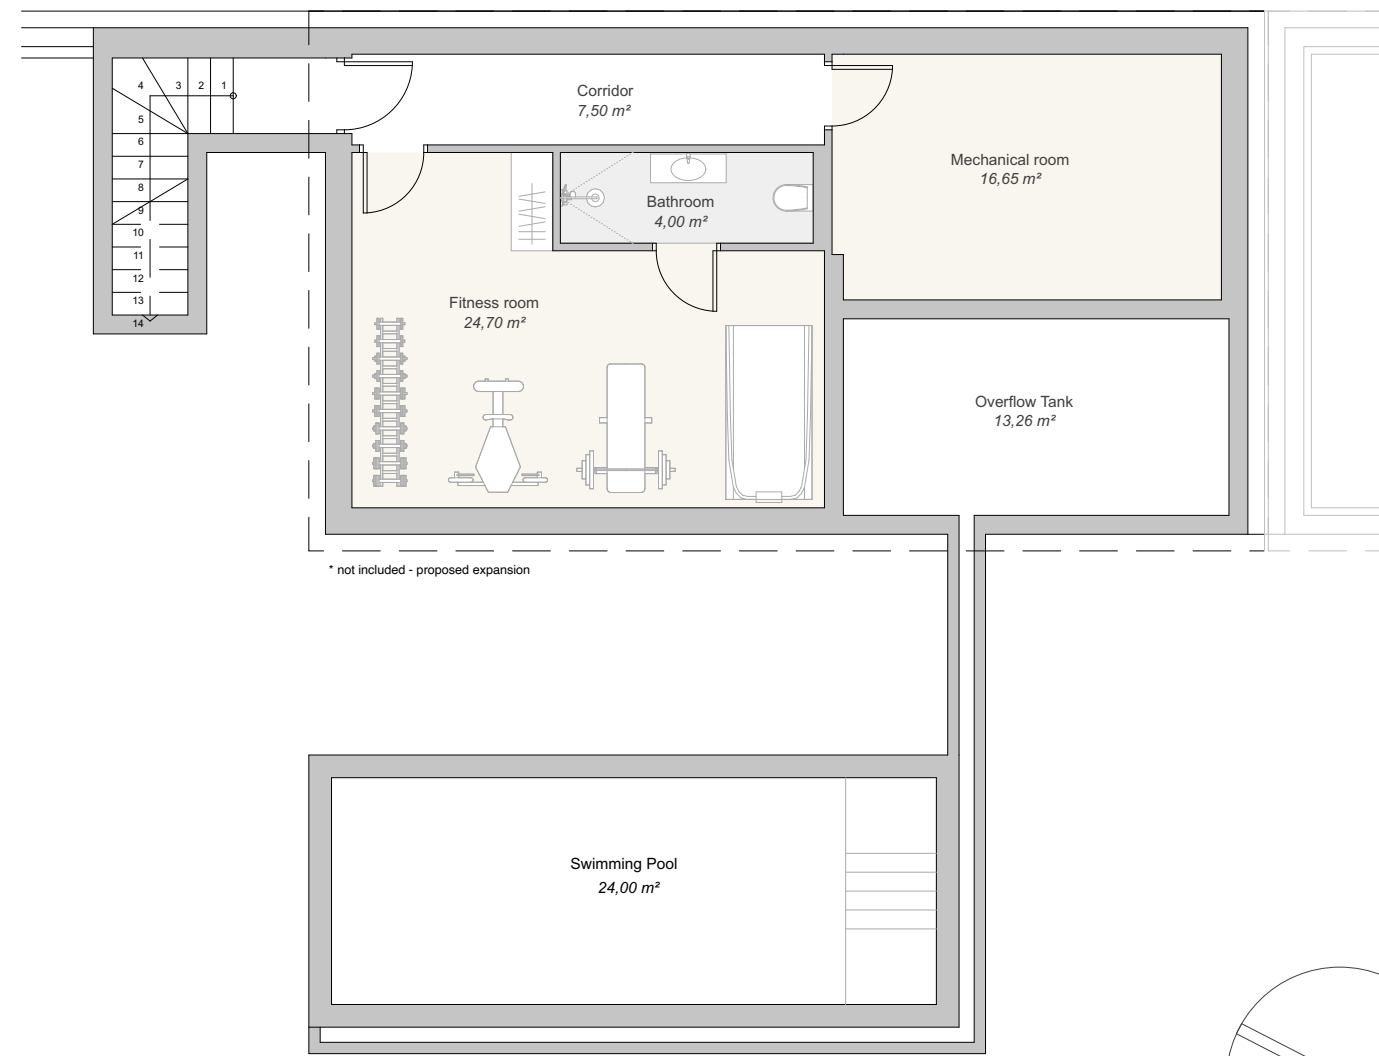 4 3 2 1
5
6
7
8
9
10
11
12
13
14
Corridor
7,50 m²
Mechanical room
16,65 m²
Bathroom
4,00 m²
Fitness room
24,70 m²
Overflow Tank
13,26 m²
* not included - proposed expansion
Swimming Pool
24,00 m²